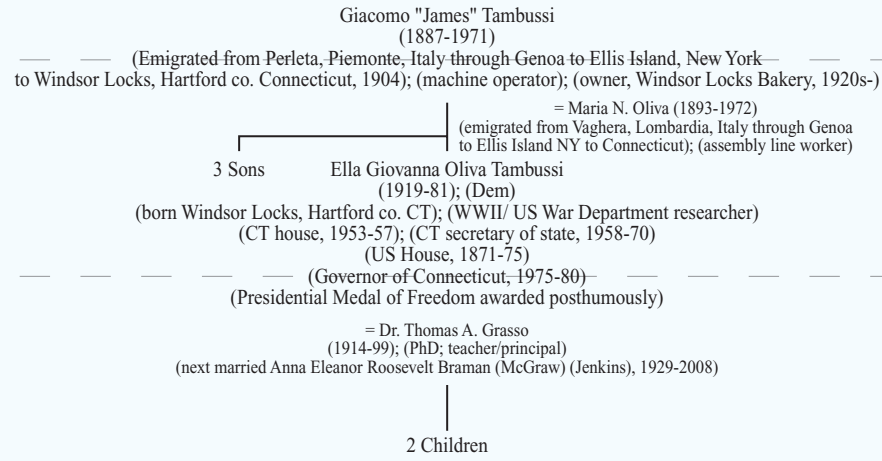 Giacomo "James" Tambussi
(1887-1971)
(Emigrated from Perleta, Piemonte, Italy through Genoa to Ellis Island, New York
to Windsor Locks, Hartford co. Connecticut, 1904); (machine operator); (owner, Windsor Locks Bakery, 1920s-)
= Maria N. Oliva (1893-1972)
(emigrated from Vaghera, Lombardia, Italy through Genoa
to Ellis Island NY to Connecticut); (assembly line worker)
3 Sons
Ella Giovanna Oliva Tambussi
(1919-81); (Dem)
(born Windsor Locks, Hartford co. CT); (WWII/ US War Department researcher)
(CT house, 1953-57); (CT secretary of state, 1958-70)
(US House, 1871-75)
(Governor of Connecticut, 1975-80)
(Presidential Medal of Freedom awarded posthumously)
= Dr. Thomas A. Grasso
(1914-99); (PhD; teacher/principal)
(next married Anna Eleanor Roosevelt Braman (McGraw) (Jenkins), 1929-2008)
2 Children